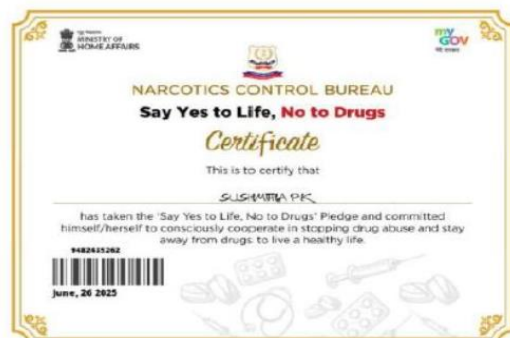 MINISTRY OF
HOME AFFAIRS
my
GOV
मेरी सरकार
NARCOTICS CONTROL BUREAU
Say Yes to Life, No to Drugs
Certificate
This is to certify that
SUSHMITHA P K
has taken the 'Say Yes to Life, No to Drugs' Pledge and committed
himself/herself to consciously cooperate in stopping drug abuse and stay
away from drugs to live a healthy life.
9482635262
June, 26 2025